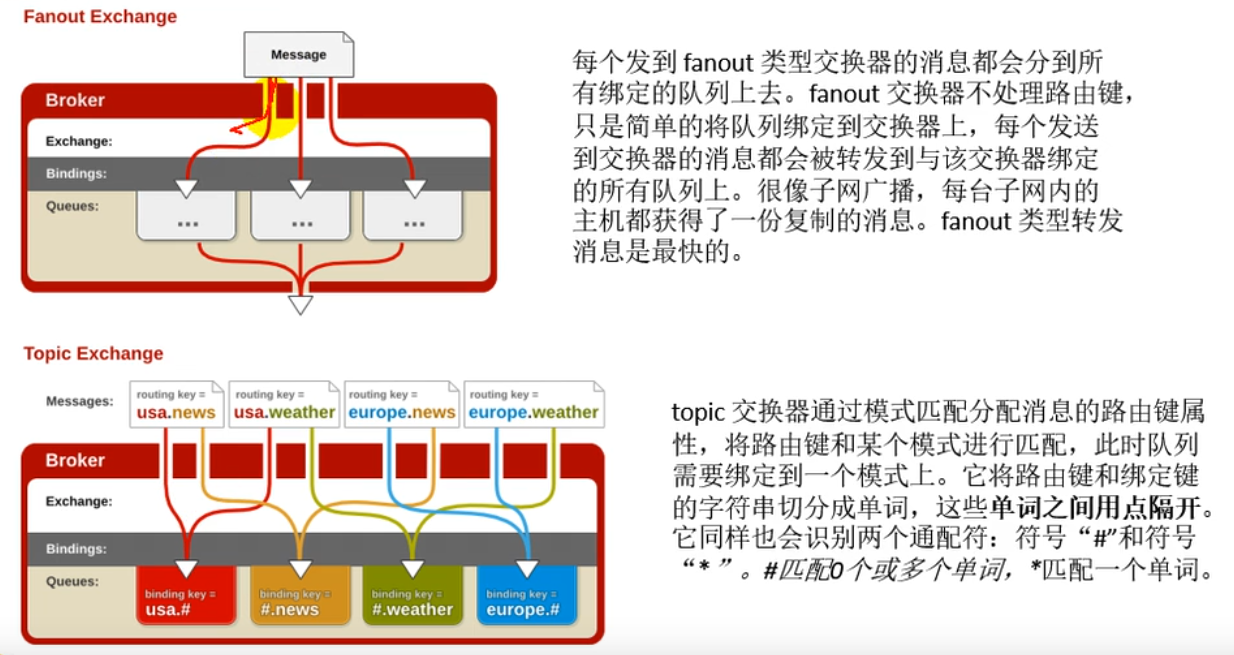 Fanout Exchange
Message
Broker
Exchange:
Bindings:
Queues:
... ... ...
每个发到 fanout 类型交换器的消息都会分到所
有绑定的队列上去。fanout 交换器不处理路由键，
只是简单的将队列绑定到交换器上，每个发送
到交换器的消息都会被转发到与该交换器绑定
的所有队列上。很像子网广播，每台子网内的
主机都获得了一份复制的消息。fanout 类型转发
消息是最快的。
Topic Exchange
Messages:
routing key =
usa.news
routing key =
usa.weather
routing key =
europe.news
routing key =
europe.weather
Broker
Exchange:
Bindings:
Queues:
binding key =
usa.#
binding key =
#.news
binding key =
#.weather
binding key =
europe.#
topic 交换器通过模式匹配分配消息的路由键属
性，将路由键和某个模式进行匹配，此时队列
需要绑定到一个模式上。它将路由键和绑定键
的字符串切分成单词，这些单词之间用点隔开。
它同样也会识别两个通配符：符号“#”和符号
“*”。#匹配0个或多个单词，*匹配一个单词。